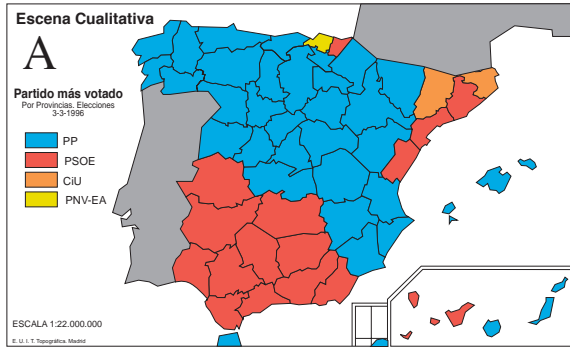 Escena Cualitativa
A
Partido más votado
Por Provincias. Elecciones
3-3-1996
PP
PSOE
CiU
PNV-EA
ESCALA 1:22.000.000
E. U. I. T. Topográfica. Madrid